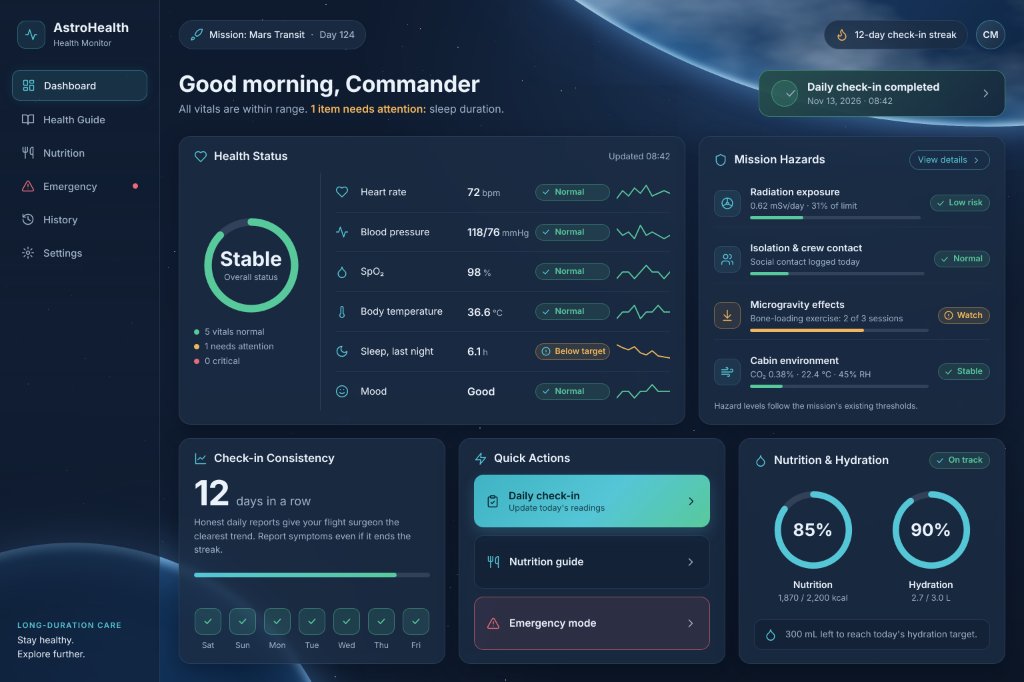 AstroHealth
Health Monitor
Dashboard
Health Guide
Nutrition
Emergency
History
Settings
LONG-DURATION CARE
Stay healthy.
Explore further.
Mission: Mars Transit · Day 124
12-day check-in streak
CM
Good morning, Commander
All vitals are within range. 1 item needs attention: sleep duration.
Daily check-in completed
Nov 13, 2026 · 08:42
Health Status
Updated 08:42
Stable
Overall status
5 vitals normal
1 needs attention
0 critical
Heart rate 72 bpm Normal
Blood pressure 118/76 mmHg Normal
SpO₂ 98 % Normal
Body temperature 36.6 °C Normal
Sleep, last night 6.1 h Below target
Mood Good Normal
Mission Hazards
View details
Radiation exposure
0.62 mSv/day · 31% of limit
Low risk
Isolation & crew contact
Social contact logged today
Normal
Microgravity effects
Bone-loading exercise: 2 of 3 sessions
Watch
Cabin environment
CO₂ 0.38% · 22.4 °C · 45% RH
Stable
Hazard levels follow the mission's existing thresholds.
Check-in Consistency
12 days in a row
Honest daily reports give your flight surgeon the
clearest trend. Report symptoms even if it ends the
streak.
Sat Sun Mon Tue Wed Thu Fri
Quick Actions
Daily check-in
Update today's readings
Nutrition guide
Emergency mode
Nutrition & Hydration
On track
85%
Nutrition
1,870 / 2,200 kcal
90%
Hydration
2.7 / 3.0 L
300 mL left to reach today's hydration target.